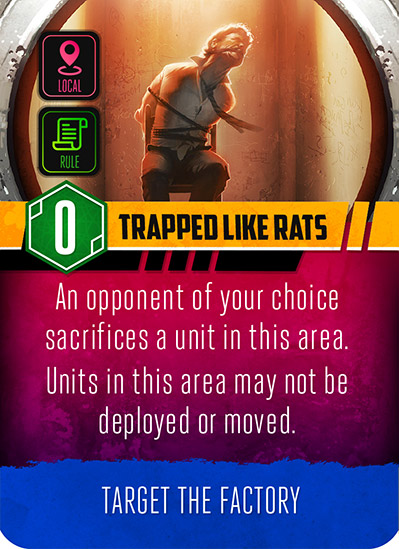 LOCAL
RULE
0
TRAPPED LIKE RATS
An opponent of your choice
sacrifices a unit in this area.
Units in this area may not be
deployed or moved.
TARGET THE FACTORY